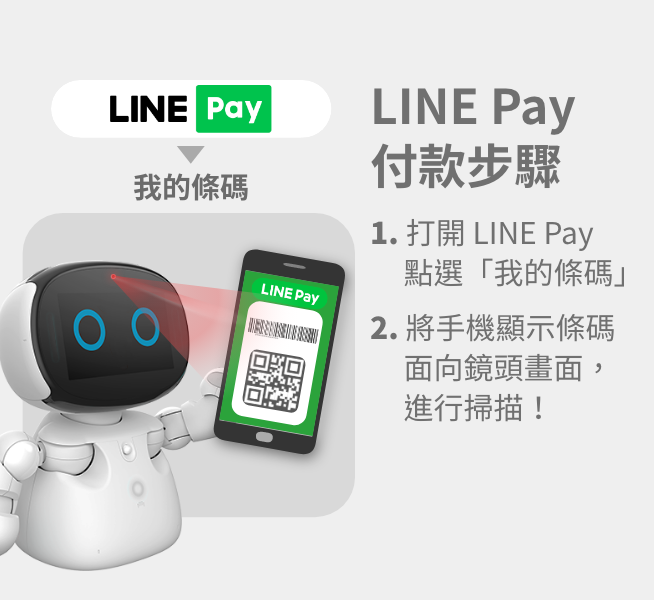 LINE Pay
我的條碼
LINE Pay
LINE Pay
付款步驟
1. 打開 LINE Pay
點選「我的條碼」
2. 將手機顯示條碼
面向鏡頭畫面，
進行掃描！